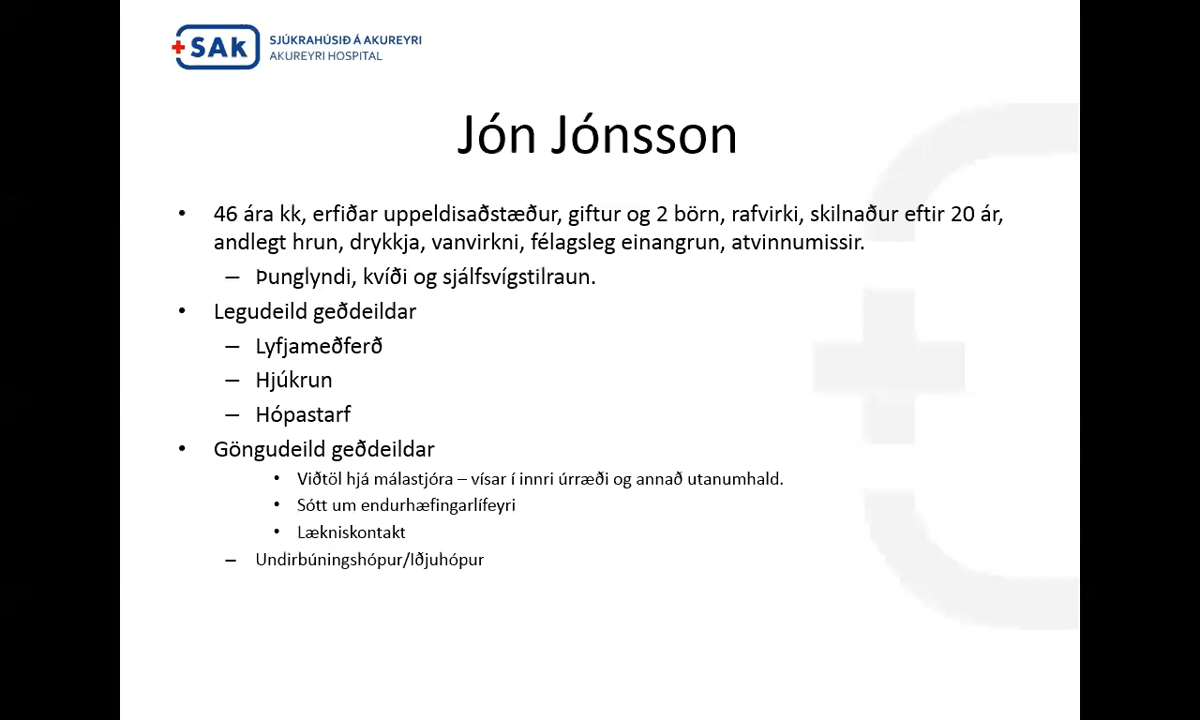 SAK
SJÚKRAHÚSIÐ Á AKUREYRI
AKUREYRI HOSPITAL
Jón Jónsson
• 46 ára kk, erfiðar uppeldisaðstæður, giftur og 2 börn, rafvirki, skilnaður eftir 20 ár,
andlegt hrun, drykkja, vanvirkni, félagsleg einangrun, atvinnumissir.
– Þunglyndi, kvíði og sjálfsvígstilraun.
• Legudeild geðdeildar
– Lyfjameðferð
– Hjúkrun
– Hópastarf
• Göngudeild geðdeildar
• Viðtöl hjá málastjóra – vísar í innri úrræði og annað utanumhald.
• Sótt um endurhæfingarlífeyri
• Lækniskontakt
– Undirbúningshópur/Iðjuhópur